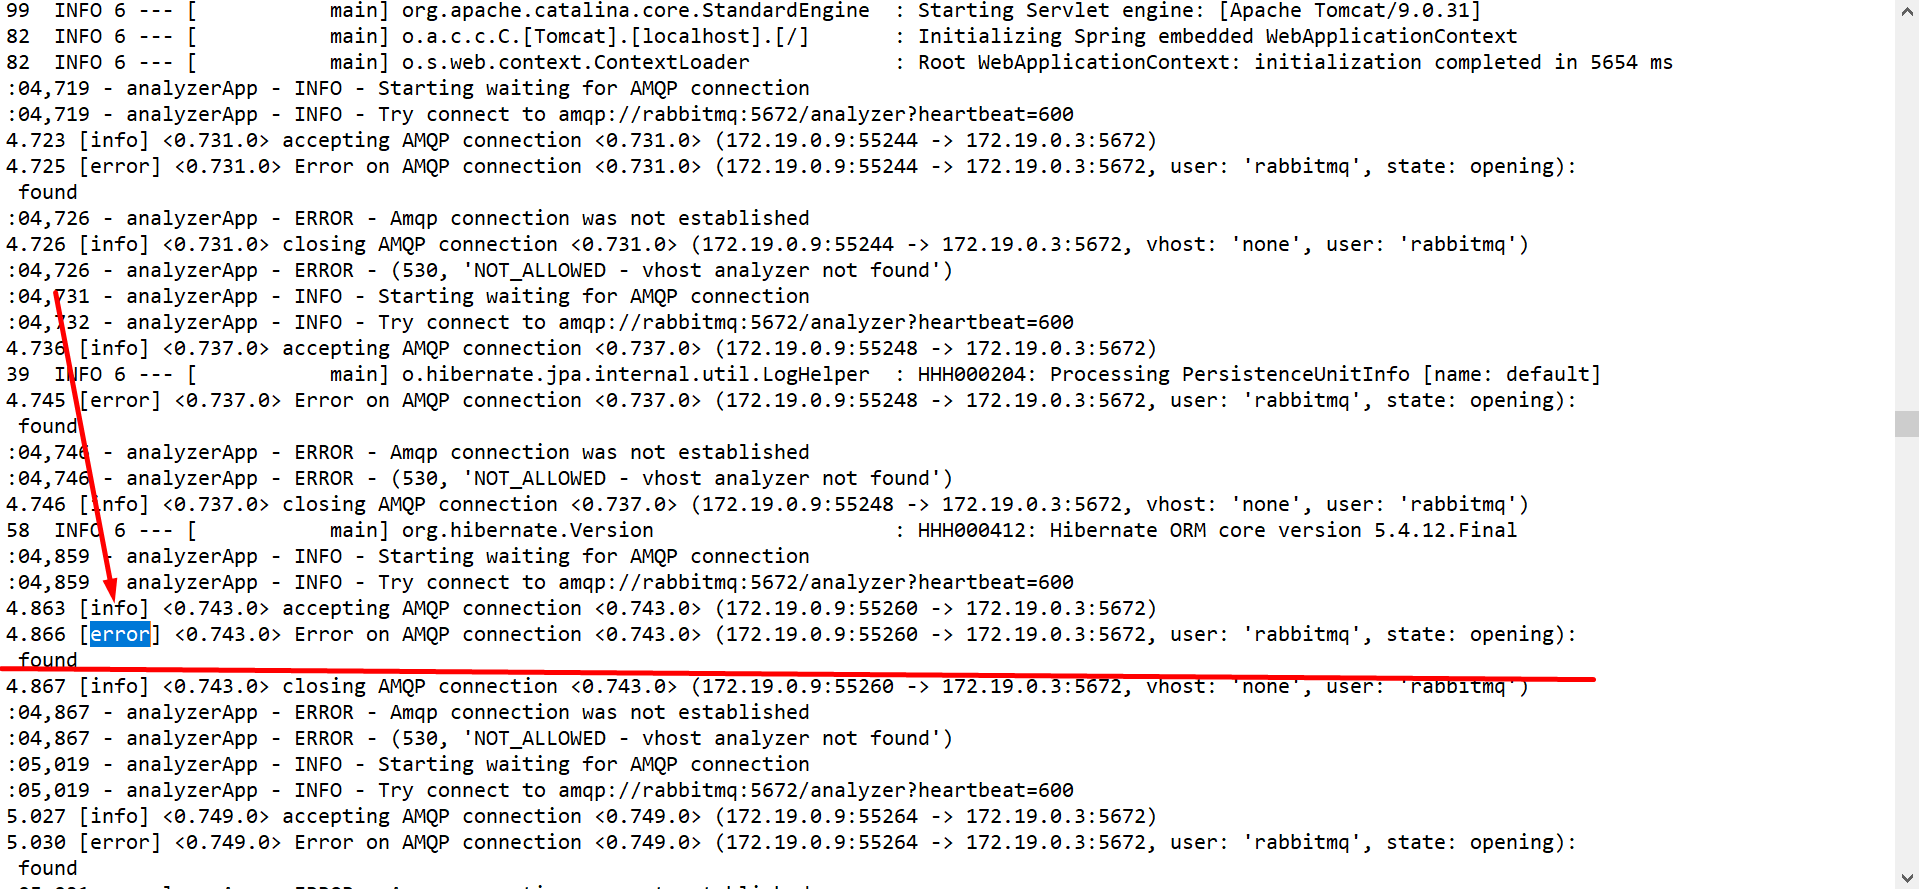 99  INFO 6 --- [           main] org.apache.catalina.core.StandardEngine  : Starting Servlet engine: [Apache Tomcat/9.0.31]
82  INFO 6 --- [           main] o.a.c.c.C.[Tomcat].[localhost].[/]       : Initializing Spring embedded WebApplicationContext
82  INFO 6 --- [           main] o.s.web.context.ContextLoader            : Root WebApplicationContext: initialization completed in 5654 ms
:04,719 - analyzerApp - INFO - Starting waiting for AMQP connection
:04,719 - analyzerApp - INFO - Try connect to amqp://rabbitmq:5672/analyzer?heartbeat=600
4.723 [info] <0.731.0> accepting AMQP connection <0.731.0> (172.19.0.9:55244 -> 172.19.0.3:5672)
4.725 [error] <0.731.0> Error on AMQP connection <0.731.0> (172.19.0.9:55244 -> 172.19.0.3:5672, user: 'rabbitmq', state: opening):
 found
:04,726 - analyzerApp - ERROR - Amqp connection was not established
4.726 [info] <0.731.0> closing AMQP connection <0.731.0> (172.19.0.9:55244 -> 172.19.0.3:5672, vhost: 'none', user: 'rabbitmq')
:04,726 - analyzerApp - ERROR - (530, 'NOT_ALLOWED - vhost analyzer not found')
:04,731 - analyzerApp - INFO - Starting waiting for AMQP connection
:04,732 - analyzerApp - INFO - Try connect to amqp://rabbitmq:5672/analyzer?heartbeat=600
4.736 [info] <0.737.0> accepting AMQP connection <0.737.0> (172.19.0.9:55248 -> 172.19.0.3:5672)
39  INFO 6 --- [           main] o.hibernate.jpa.internal.util.LogHelper  : HHH000204: Processing PersistenceUnitInfo [name: default]
4.745 [error] <0.737.0> Error on AMQP connection <0.737.0> (172.19.0.9:55248 -> 172.19.0.3:5672, user: 'rabbitmq', state: opening):
 found
:04,746 - analyzerApp - ERROR - Amqp connection was not established
:04,746 - analyzerApp - ERROR - (530, 'NOT_ALLOWED - vhost analyzer not found')
4.746 [info] <0.737.0> closing AMQP connection <0.737.0> (172.19.0.9:55248 -> 172.19.0.3:5672, vhost: 'none', user: 'rabbitmq')
58  INFO 6 --- [           main] org.hibernate.Version                    : HHH000412: Hibernate ORM core version 5.4.12.Final
:04,859 - analyzerApp - INFO - Starting waiting for AMQP connection
:04,859 - analyzerApp - INFO - Try connect to amqp://rabbitmq:5672/analyzer?heartbeat=600
4.863 [info] <0.743.0> accepting AMQP connection <0.743.0> (172.19.0.9:55260 -> 172.19.0.3:5672)
4.866 [error] <0.743.0> Error on AMQP connection <0.743.0> (172.19.0.9:55260 -> 172.19.0.3:5672, user: 'rabbitmq', state: opening):
 found
4.867 [info] <0.743.0> closing AMQP connection <0.743.0> (172.19.0.9:55260 -> 172.19.0.3:5672, vhost: 'none', user: 'rabbitmq')
:04,867 - analyzerApp - ERROR - Amqp connection was not established
:04,867 - analyzerApp - ERROR - (530, 'NOT_ALLOWED - vhost analyzer not found')
:05,019 - analyzerApp - INFO - Starting waiting for AMQP connection
:05,019 - analyzerApp - INFO - Try connect to amqp://rabbitmq:5672/analyzer?heartbeat=600
5.027 [info] <0.749.0> accepting AMQP connection <0.749.0> (172.19.0.9:55264 -> 172.19.0.3:5672)
5.030 [error] <0.749.0> Error on AMQP connection <0.749.0> (172.19.0.9:55264 -> 172.19.0.3:5672, user: 'rabbitmq', state: opening):
 found